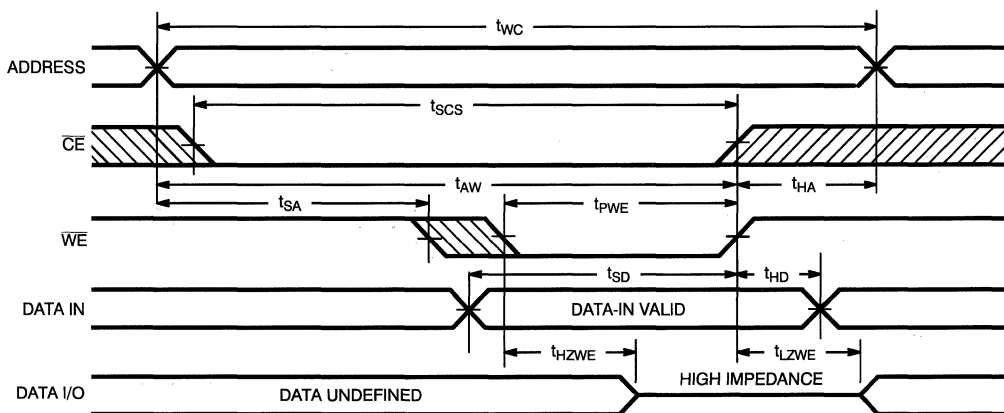 tWC
ADDRESS
tSCS
CE
tAW
tHA
tSA
tPWE
WE
tSD
tHD
DATA IN
DATA-IN VALID
tHZWE
tLZWE
HIGH IMPEDANCE
DATA I/O
DATA UNDEFINED